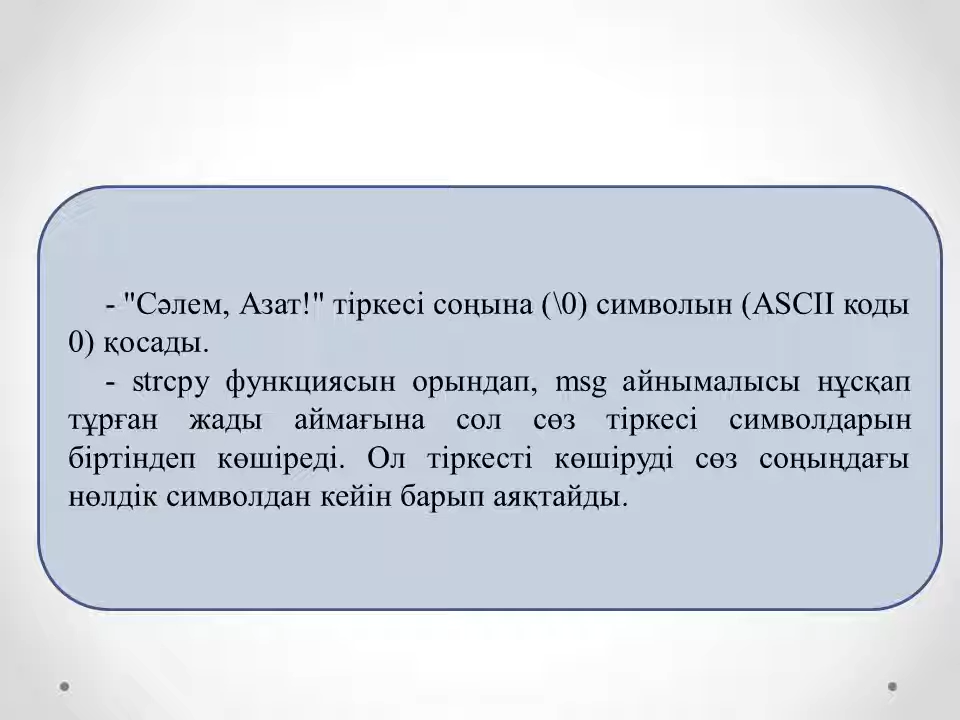 - "Сәлем, Азат!" тіркесі соңына (\0) символын (ASCII коды
0) қосады.
- strcpy функциясын орындап, msg айнымалысы нұсқап
тұрған жады аймағына сол сөз тіркесі символдарын
біртіндеп көшіреді. Ол тіркесті көшіруді сөз соңыңдағы
нөлдік символдан кейін барып аяқтайды.